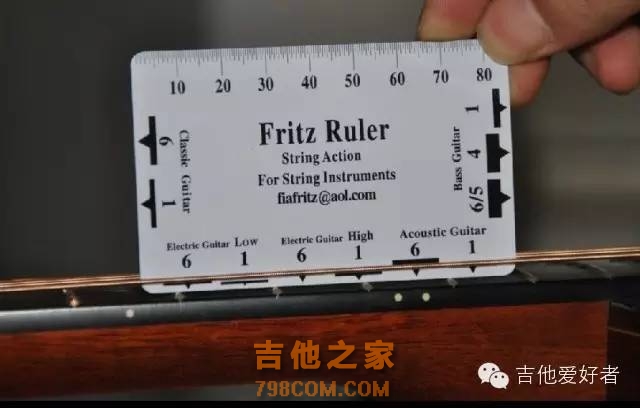 10 20 30 40 50 60 70 80
Fritz Ruler
String Action
For String Instruments
fiafritz@aol.com
6 Classic Guitar 1
1 Bass Guitar 4 6/5
Electric Guitar Low Electric Guitar High Acoustic Guitar
6 1 6 1 6 1
吉他之家
798COM.COM
吉他爱好者